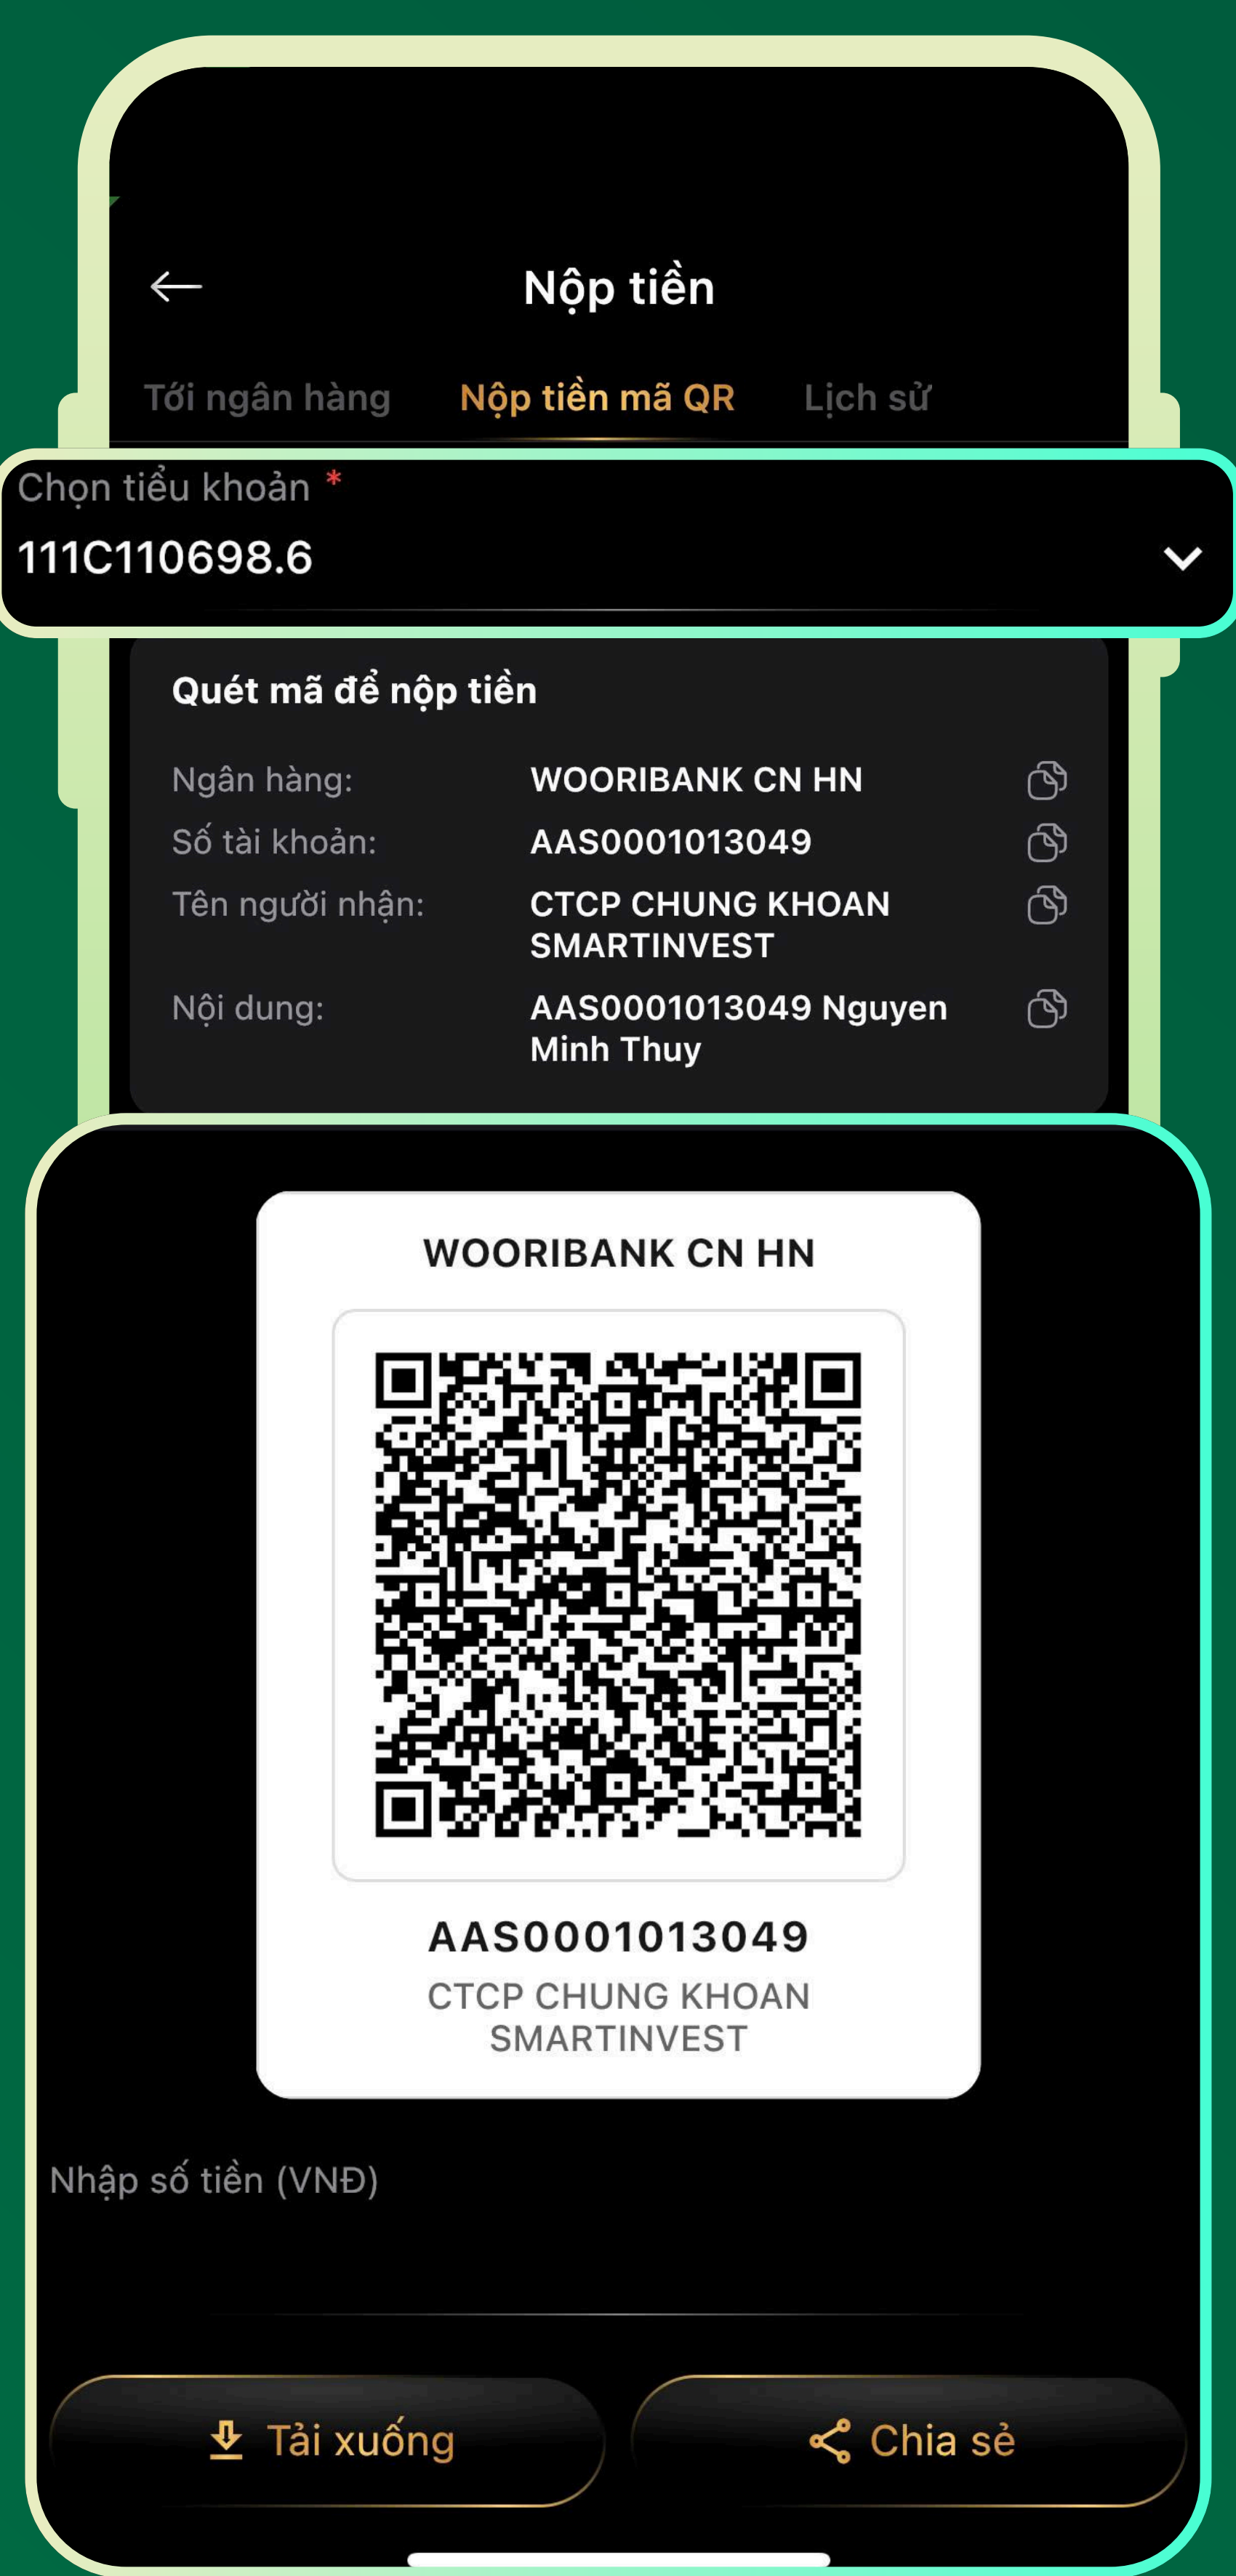 Nộp tiền
Tới ngân hàng Nộp tiền mã QR Lịch sử
Chọn tiểu khoản *
111C110698.6
Quét mã để nộp tiền
Ngân hàng: WOORIBANK CN HN
Số tài khoản: AAS0001013049
Tên người nhận: CTCP CHUNG KHOAN
SMARTINVEST
Nội dung: AAS0001013049 Nguyen
Minh Thuy
WOORIBANK CN HN
AAS0001013049
CTCP CHUNG KHOAN
SMARTINVEST
Nhập số tiền (VNĐ)
Tải xuống Chia sẻ